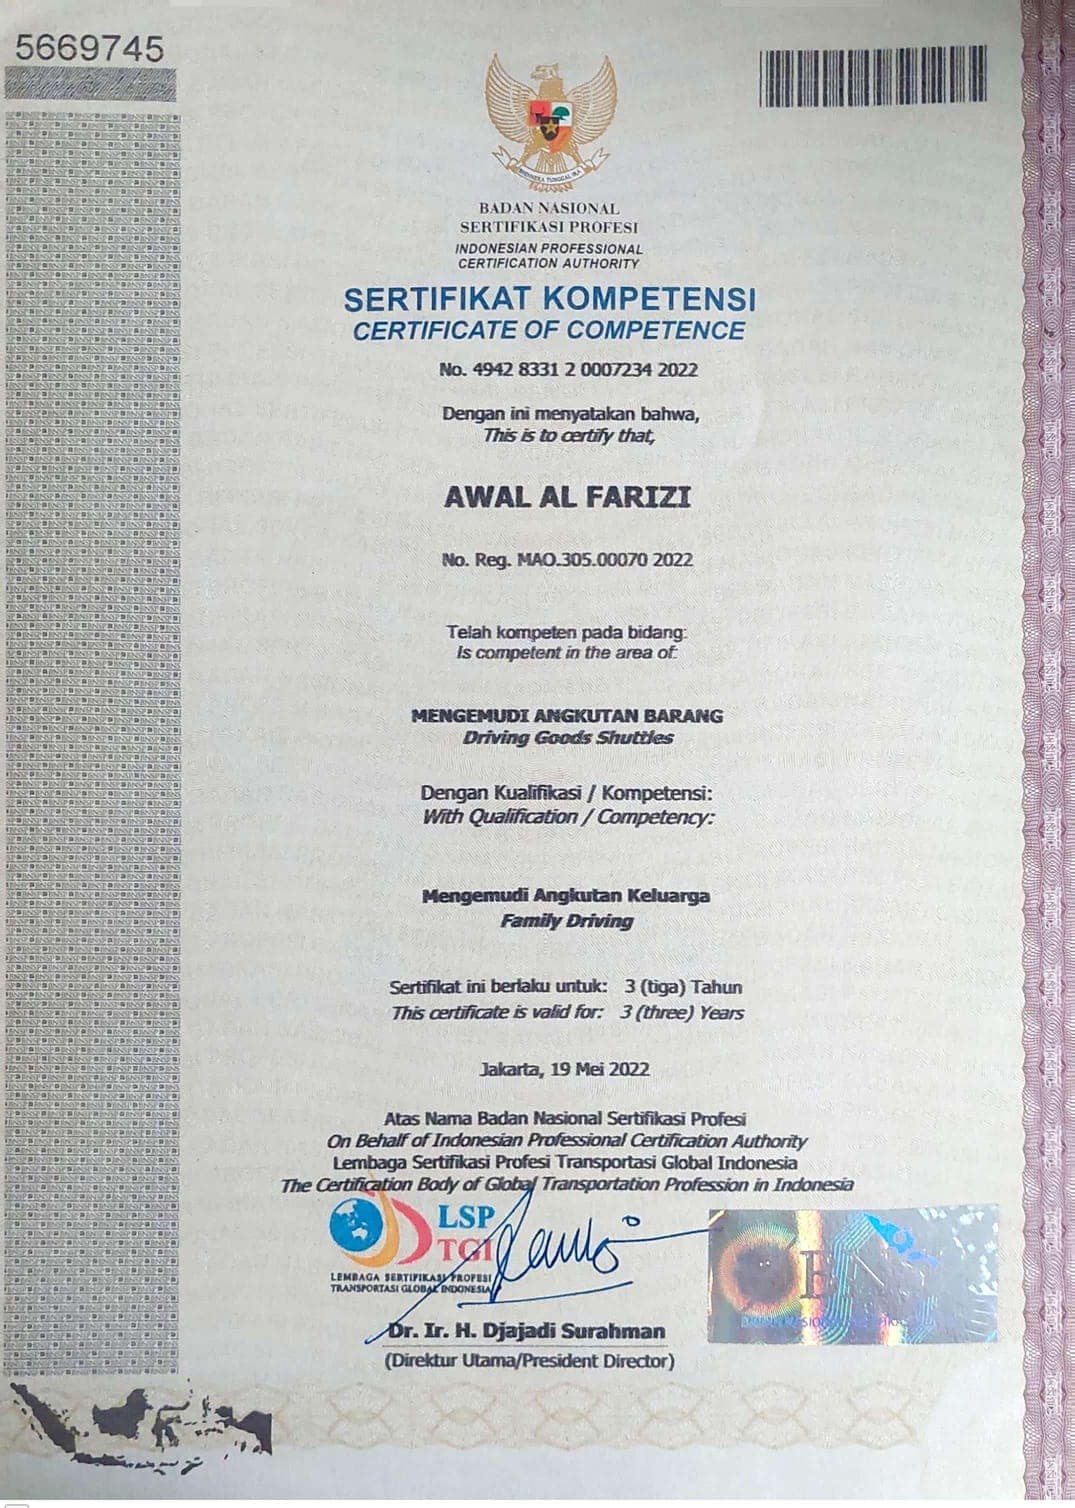 5669745
BHINNEKA TUNGGAL IKA
BADAN NASIONAL
SERTIFIKASI PROFESI
INDONESIAN PROFESSIONAL
CERTIFICATION AUTHORITY
SERTIFIKAT KOMPETENSI
CERTIFICATE OF COMPETENCE
No. 4942 8331 2 0007234 2022
Dengan ini menyatakan bahwa,
This is to certify that,
AWAL AL FARIZI
No. Reg. MAO.305.00070 2022
Telah kompeten pada bidang:
Is competent in the area of:
MENGEMUDI ANGKUTAN BARANG
Driving Goods Shuttles
Dengan Kualifikasi / Kompetensi:
With Qualification / Competency:
Mengemudi Angkutan Keluarga
Family Driving
Sertifikat ini berlaku untuk: 3 (tiga) Tahun
This certificate is valid for: 3 (three) Years
Jakarta, 19 Mei 2022
Atas Nama Badan Nasional Sertifikasi Profesi
On Behalf of Indonesian Professional Certification Authority
Lembaga Sertifikasi Profesi Transportasi Global Indonesia
The Certification Body of Global Transportation Profession in Indonesia
LSP
TGI
LEMBAGA SERTIFIKASI PROFESI
TRANSPORTASI GLOBAL INDONESIA
Dr. Ir. H. Djajadi Surahman
(Direktur Utama/President Director)